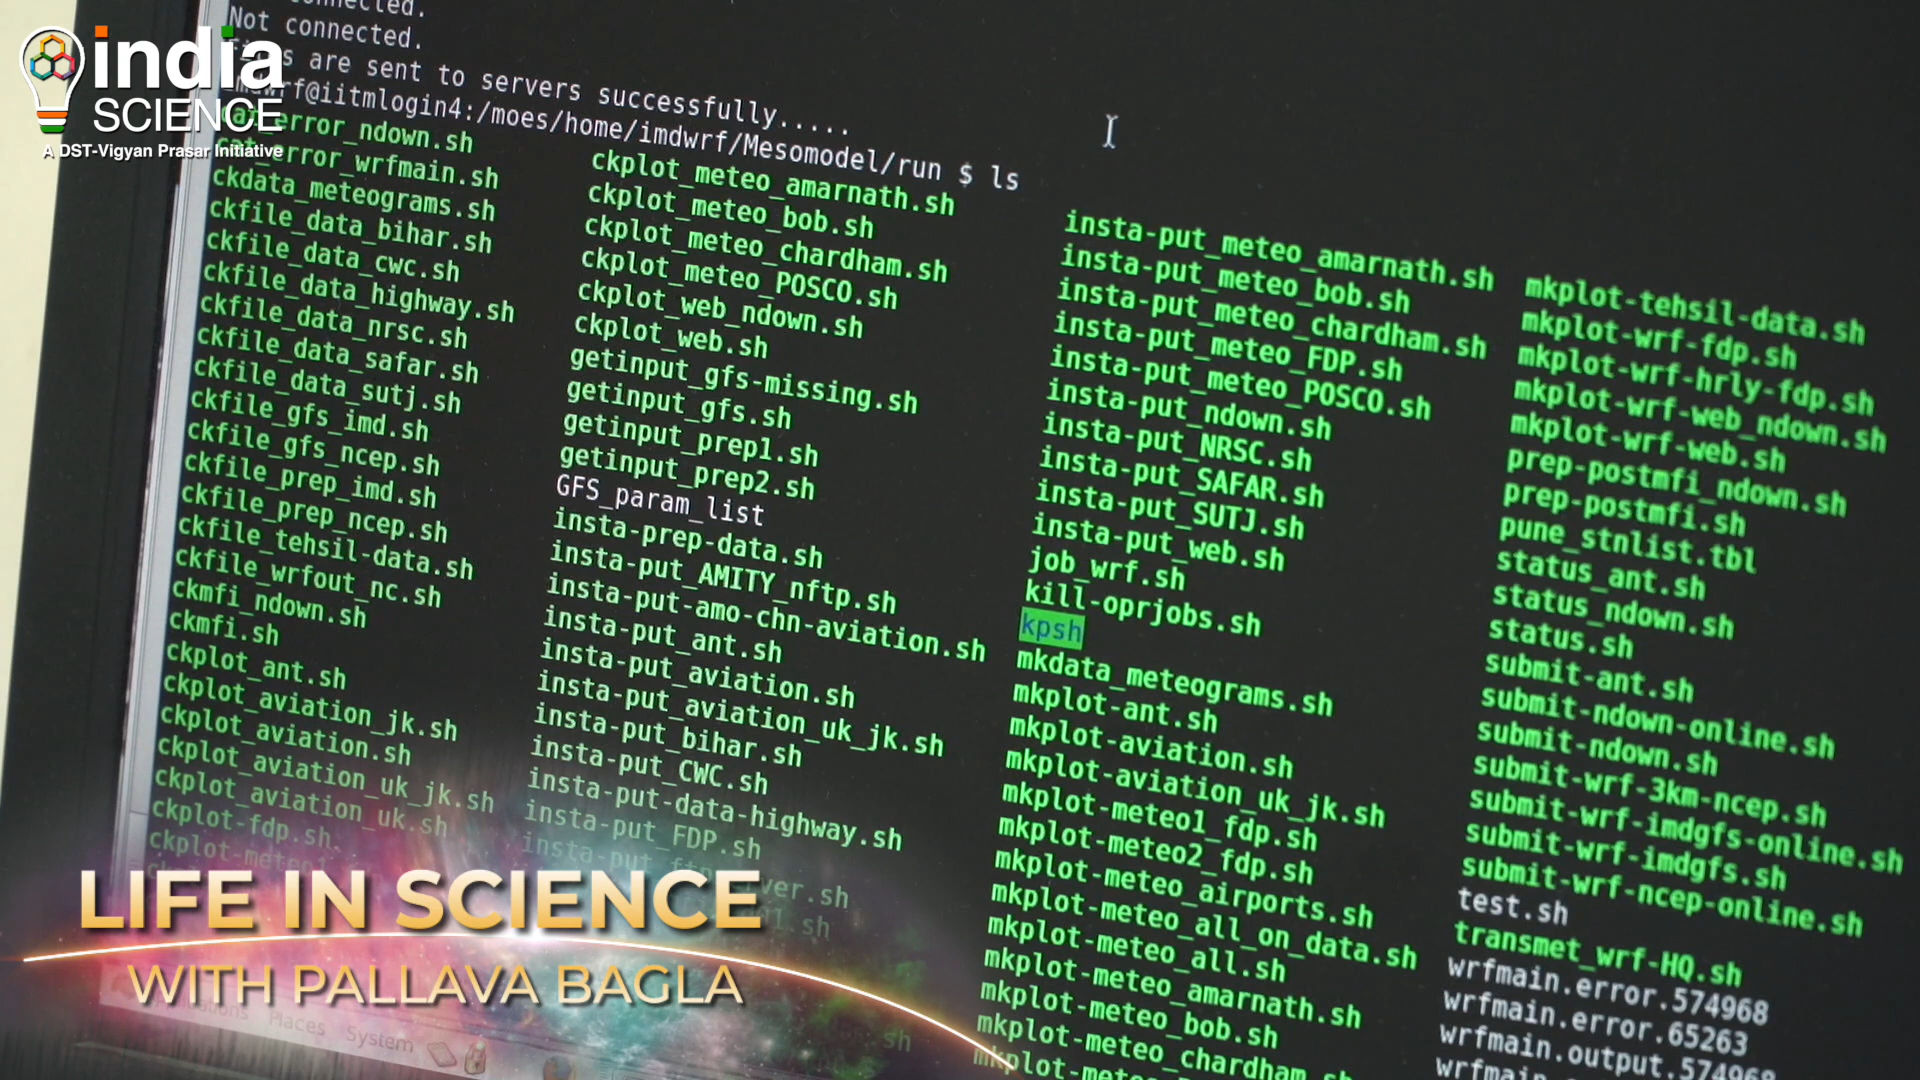 india
SCIENCE
A DST-Vigyan Prasar Initiative
Not connected.
are sent to servers successfully.....
@iitmlogin4:/moes/home/imdwrf/Mesomodel/run $ ls
cat_error_ndown.sh
cat_error_wrfmain.sh
ckdata_meteograms.sh
ckfile_data_bihar.sh
ckfile_data_cwc.sh
ckfile_data_highway.sh
ckfile_data_nrsc.sh
ckfile_data_safar.sh
ckfile_data_sutj.sh
ckfile_gfs_imd.sh
ckfile_gfs_ncep.sh
ckfile_prep_imd.sh
ckfile_prep_ncep.sh
ckfile_tehsil-data.sh
ckfile_wrfout_nc.sh
ckmfi_ndown.sh
ckmfi.sh
ckplot_ant.sh
ckplot_aviation_jk.sh
ckplot_aviation.sh
ckplot_aviation_uk_jk.sh
ckplot_aviation_uk.sh
ckplot-fdp.sh
ckplot_meteo_amarnath.sh
ckplot_meteo_bob.sh
ckplot_meteo_chardham.sh
ckplot_meteo_POSCO.sh
ckplot_web_ndown.sh
ckplot_web.sh
getinput_gfs-missing.sh
getinput_gfs.sh
getinput_prep1.sh
getinput_prep2.sh
GFS_param_list
insta-prep-data.sh
insta-put_AMITY_nftp.sh
insta-put-amo-chn-aviation.sh
insta-put_ant.sh
insta-put_aviation.sh
insta-put_aviation_uk_jk.sh
insta-put_bihar.sh
insta-put_CWC.sh
insta-put-data-highway.sh
insta-put_FDP.sh
insta-put_meteo_amarnath.sh
insta-put_meteo_bob.sh
insta-put_meteo_chardham.sh
insta-put_meteo_FDP.sh
insta-put_meteo_POSCO.sh
insta-put_ndown.sh
insta-put_NRSC.sh
insta-put_SAFAR.sh
insta-put_SUTJ.sh
insta-put_web.sh
job_wrf.sh
kill-oprjobs.sh
kpsh
mkdata_meteograms.sh
mkplot-ant.sh
mkplot-aviation.sh
mkplot-aviation_uk_jk.sh
mkplot-meteo1_fdp.sh
mkplot-meteo2_fdp.sh
mkplot-meteo_airports.sh
mkplot-meteo_all_on_data.sh
mkplot-meteo_all.sh
mkplot-meteo_amarnath.sh
mkplot-meteo_bob.sh
mkplot-meteo_chardham.sh
mkplot-tehsil-data.sh
mkplot-wrf-fdp.sh
mkplot-wrf-hrly-fdp.sh
mkplot-wrf-web_ndown.sh
mkplot-wrf-web.sh
prep-postmfi_ndown.sh
prep-postmfi.sh
pune_stnlist.tbl
status_ant.sh
status_ndown.sh
status.sh
submit-ant.sh
submit-ndown-online.sh
submit-ndown.sh
submit-wrf-3km-ncep.sh
submit-wrf-imdgfs-online.sh
submit-wrf-imdgfs.sh
submit-wrf-ncep-online.sh
test.sh
transmet_wrf-HQ.sh
wrfmain.error.574968
wrfmain.error.65263
wrfmain.output.574968
LIFE IN SCIENCE
WITH PALLAVA BAGLA
Places System